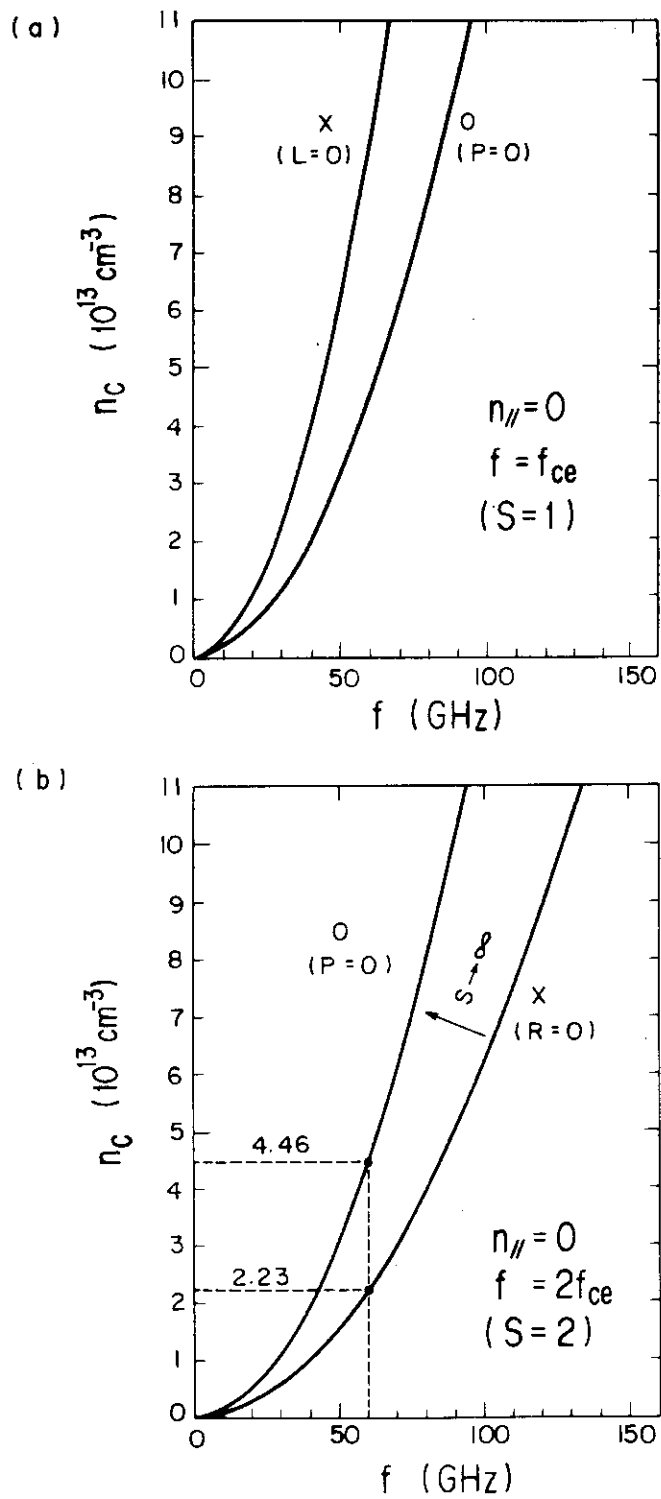 (a)
11
10
9
8
7
6
5
4
3
2
1
0
n_C (10^13 cm^-3)
X
(L=0)
O
(P=0)
n_// = 0
f = f_ce
(S=1)
0 50 100 150
f (GHz)
(b)
11
10
9
8
7
6
5
4
3
2
1
0
n_C (10^13 cm^-3)
O
(P=0)
S→∞
X
(R=0)
4.46
2.23
n_// = 0
f = 2f_ce
(S=2)
0 50 100 150
f (GHz)